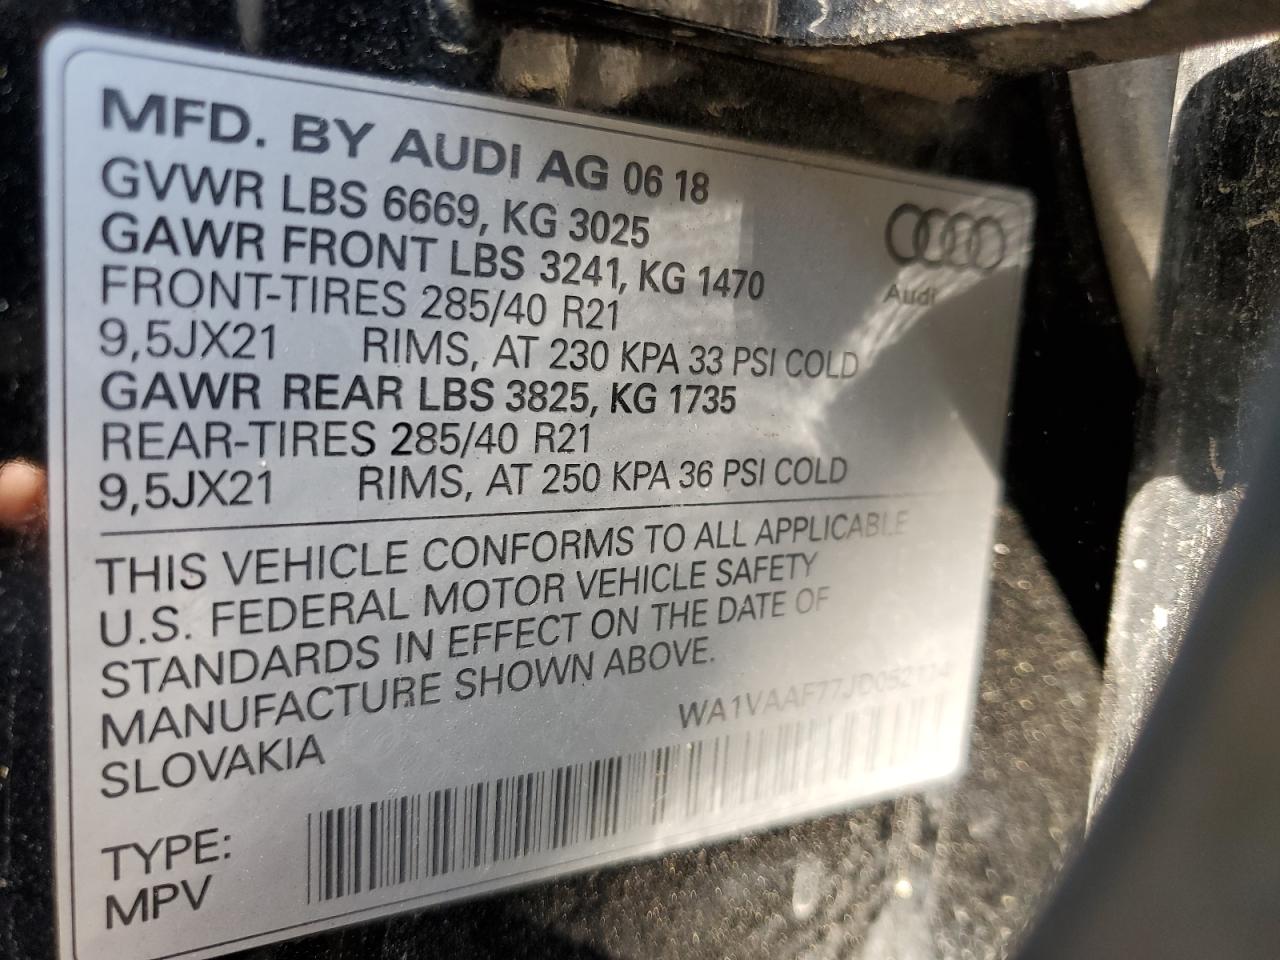 MFD. BY AUDI AG 06 18
GVWR LBS 6669, KG 3025
GAWR FRONT LBS 3241, KG 1470
FRONT-TIRES 285/40 R21
9,5JX21 RIMS, AT 230 KPA 33 PSI COLD
GAWR REAR LBS 3825, KG 1735
REAR-TIRES 285/40 R21
9,5JX21 RIMS, AT 250 KPA 36 PSI COLD
Audi
THIS VEHICLE CONFORMS TO ALL APPLICABLE
U.S. FEDERAL MOTOR VEHICLE SAFETY
STANDARDS IN EFFECT ON THE DATE OF
MANUFACTURE SHOWN ABOVE.
SLOVAKIA
TYPE:
MPV